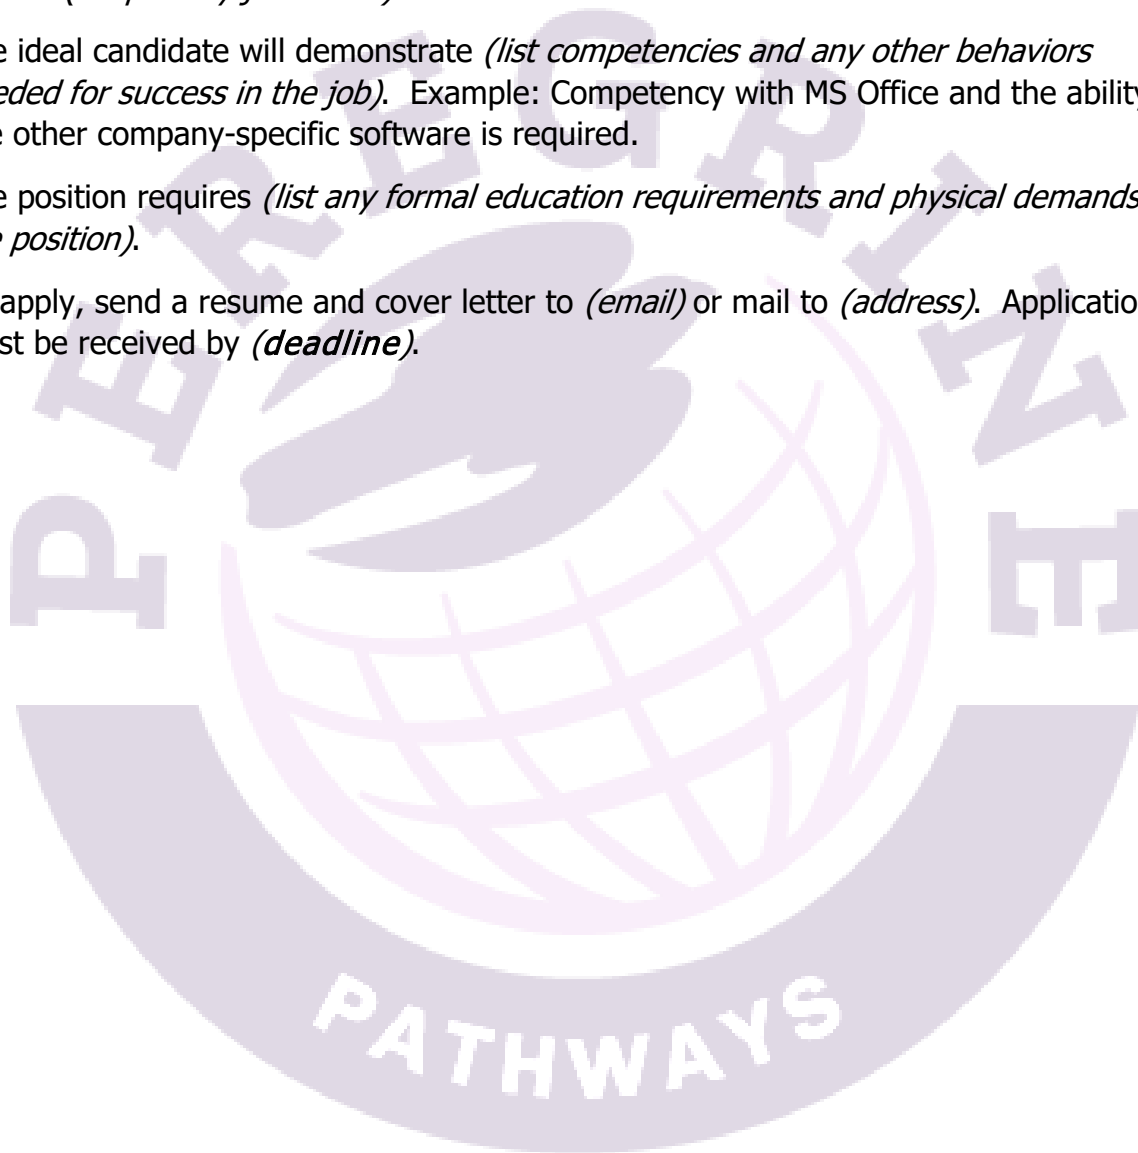 e ideal candidate will demonstrate (list competencies and any other behaviors
eded for success in the job).  Example: Competency with MS Office and the ability
e other company-specific software is required.
e position requires (list any formal education requirements and physical demands
e position).
apply, send a resume and cover letter to (email) or mail to (address).  Applicatio
st be received by (deadline).
PEREGRINE
PATHWAYS